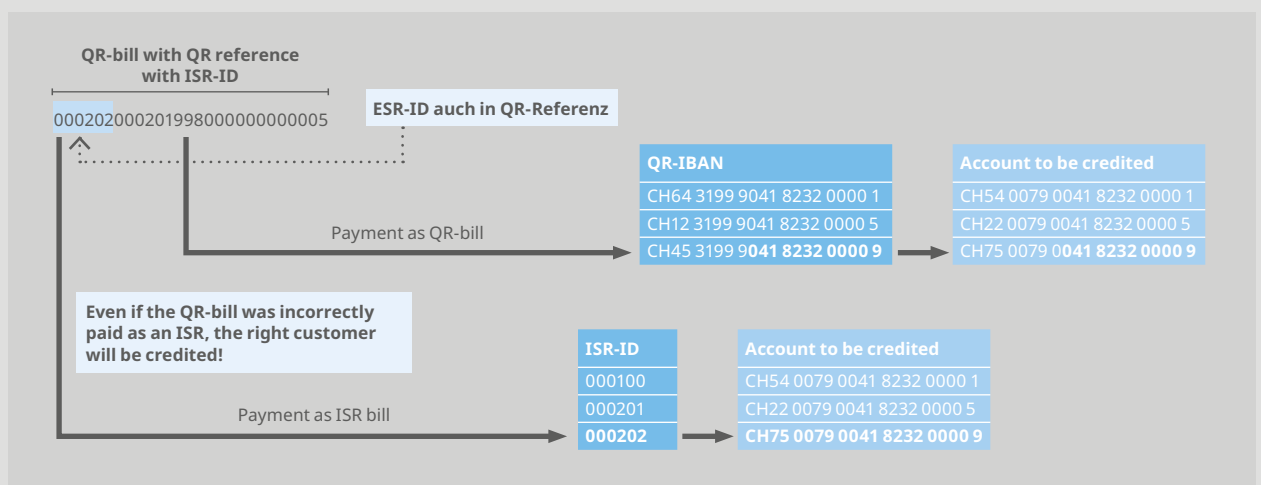 QR-bill with QR reference
with ISR-ID
000202000201998000000000005
ESR-ID auch in QR-Referenz
QR-IBAN
CH64 3199 9041 8232 0000 1
CH12 3199 9041 8232 0000 5
CH45 3199 9041 8232 0000 9
Account to be credited
CH54 0079 0041 8232 0000 1
CH22 0079 0041 8232 0000 5
CH75 0079 0041 8232 0000 9
Payment as QR-bill
Even if the QR-bill was incorrectly
paid as an ISR, the right customer
will be credited!
ISR-ID
000100
000201
000202
Account to be credited
CH54 0079 0041 8232 0000 1
CH22 0079 0041 8232 0000 5
CH75 0079 0041 8232 0000 9
Payment as ISR bill